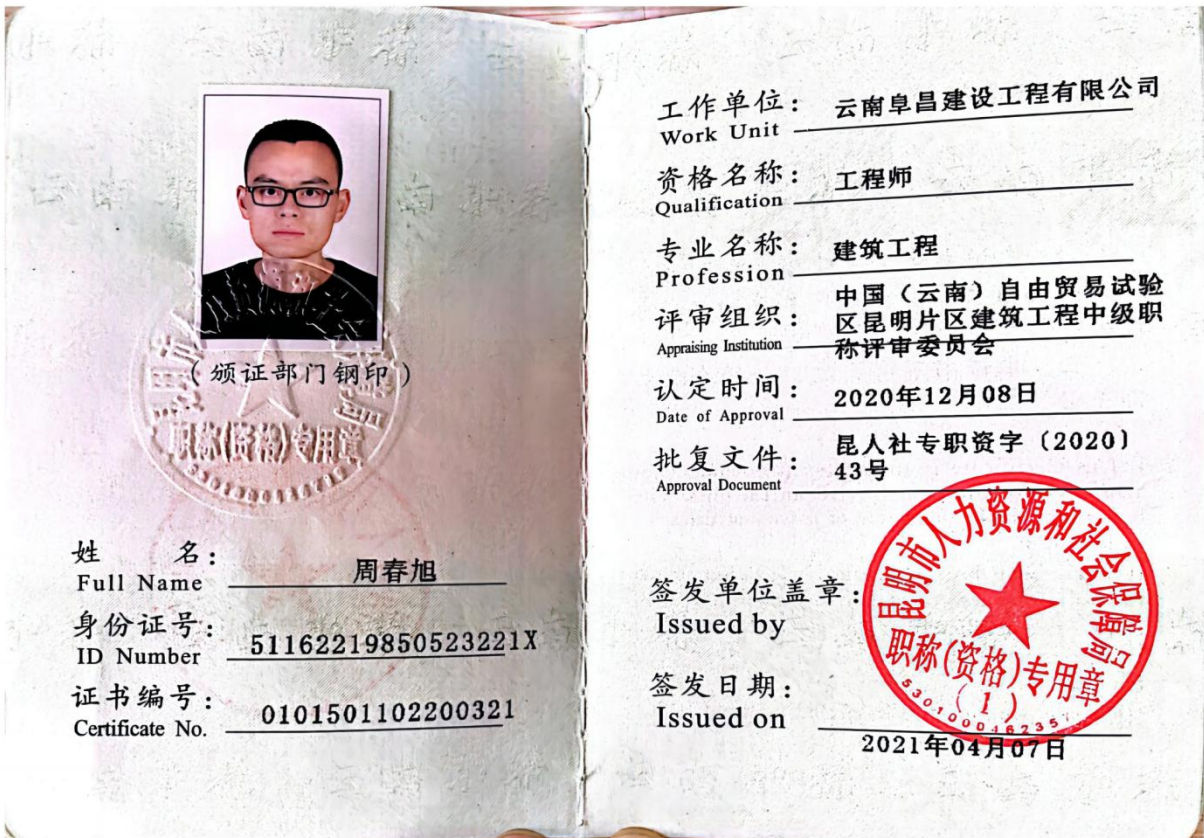 (颁证部门钢印)
职称(资格)专用章
姓 名:
Full Name
周春旭
身份证号:
ID Number
51162219850523221X
证书编号:
Certificate No.
0101501102200321
工作单位:
Work Unit
云南阜昌建设工程有限公司
资格名称:
Qualification
工程师
专业名称:
Profession
建筑工程
评审组织:
Appraising Institution
中国(云南)自由贸易试验
区昆明片区建筑工程中级职
称评审委员会
认定时间:
Date of Approval
2020年12月08日
批复文件:
Approval Document
昆人社专职资字〔2020〕
43号
签发单位盖章:
Issued by
昆明市人力资源和社会保障局
职称(资格)专用章
(1)
签发日期:
Issued on
2021年04月07日